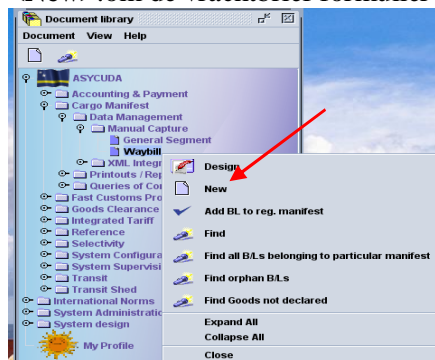 Document library
Document View Help
ASYCUDA
Accounting & Payment
Cargo Manifest
Data Management
Manual Capture
General Segment
Waybill
XML Integr
Printouts / Rep
Queries of Co
Fast Customs Pro
Goods Clearance
Integrated Tariff
Reference
Selectivity
System Configura
System Supervisi
Transit
Transit Shed
International Norms
System Administratio
System design
My Profile
Design
New
Add BL to reg. manifest
Find
Find all B/Ls belonging to particular manifest
Find orphan B/Ls
Find Goods not declared
Expand All
Collapse All
Close